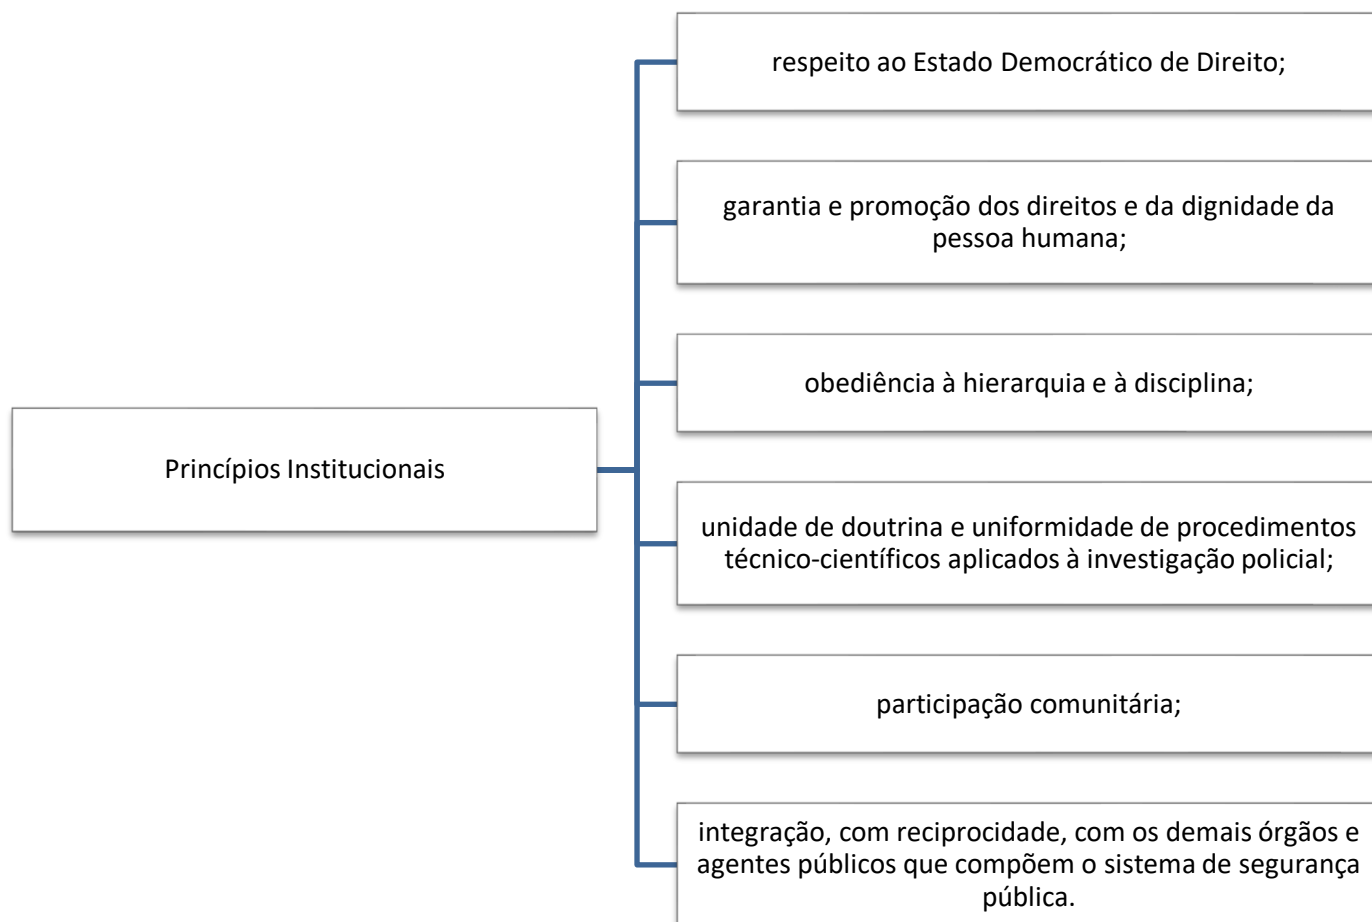 respeito ao Estado Democrático de Direito;
garantia e promoção dos direitos e da dignidade da
pessoa humana;
obediência à hierarquia e à disciplina;
Princípios Institucionais
unidade de doutrina e uniformidade de procedimentos
técnico-científicos aplicados à investigação policial;
participação comunitária;
integração, com reciprocidade, com os demais órgãos e
agentes públicos que compõem o sistema de segurança
pública.